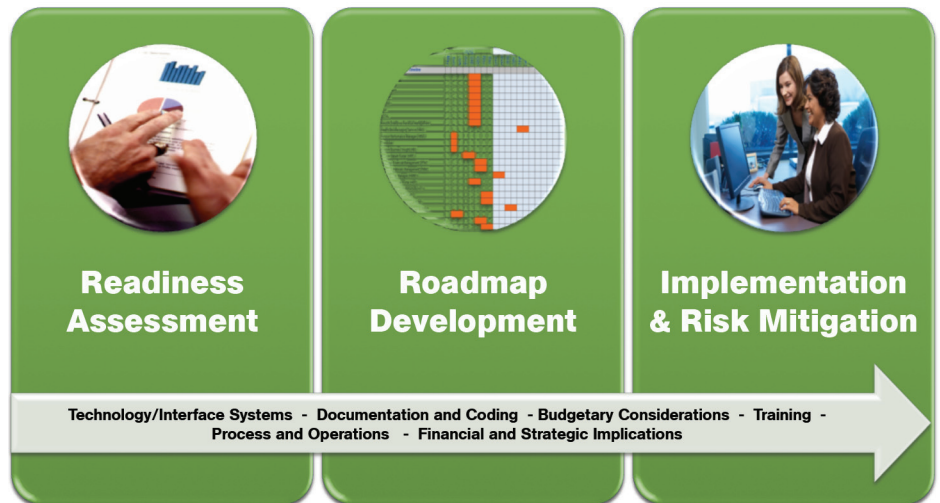 Readiness
Assessment
Roadmap
Development
Implementation
& Risk Mitigation
Technology/Interface Systems - Documentation and Coding - Budgetary Considerations - Training -
Process and Operations - Financial and Strategic Implications